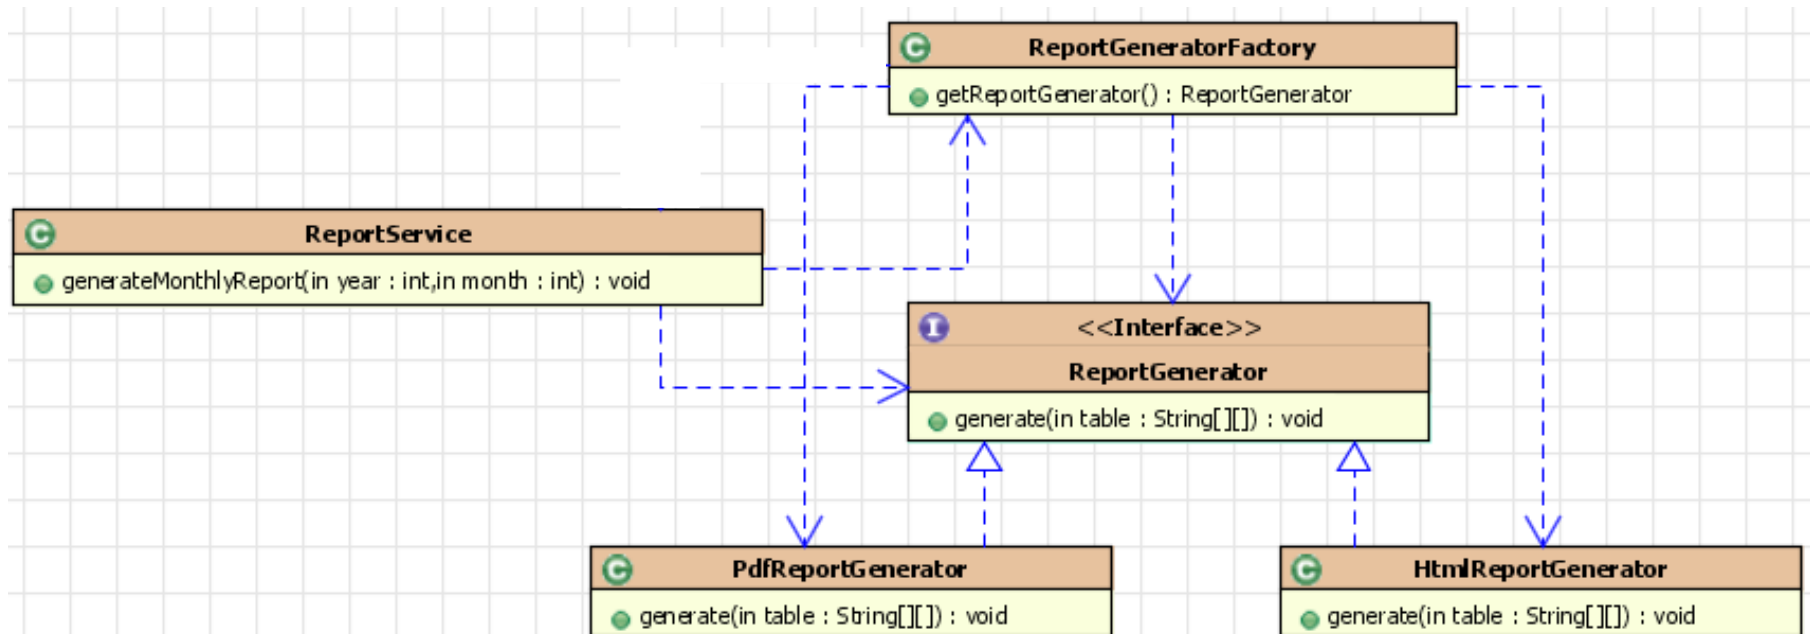 ReportGeneratorFactory
getReportGenerator() : ReportGenerator
ReportService
generateMonthlyReport(in year : int,in month : int) : void
<<Interface>>
ReportGenerator
generate(in table : String[][]) : void
PdfReportGenerator
generate(in table : String[][]) : void
HtmlReportGenerator
generate(in table : String[][]) : void